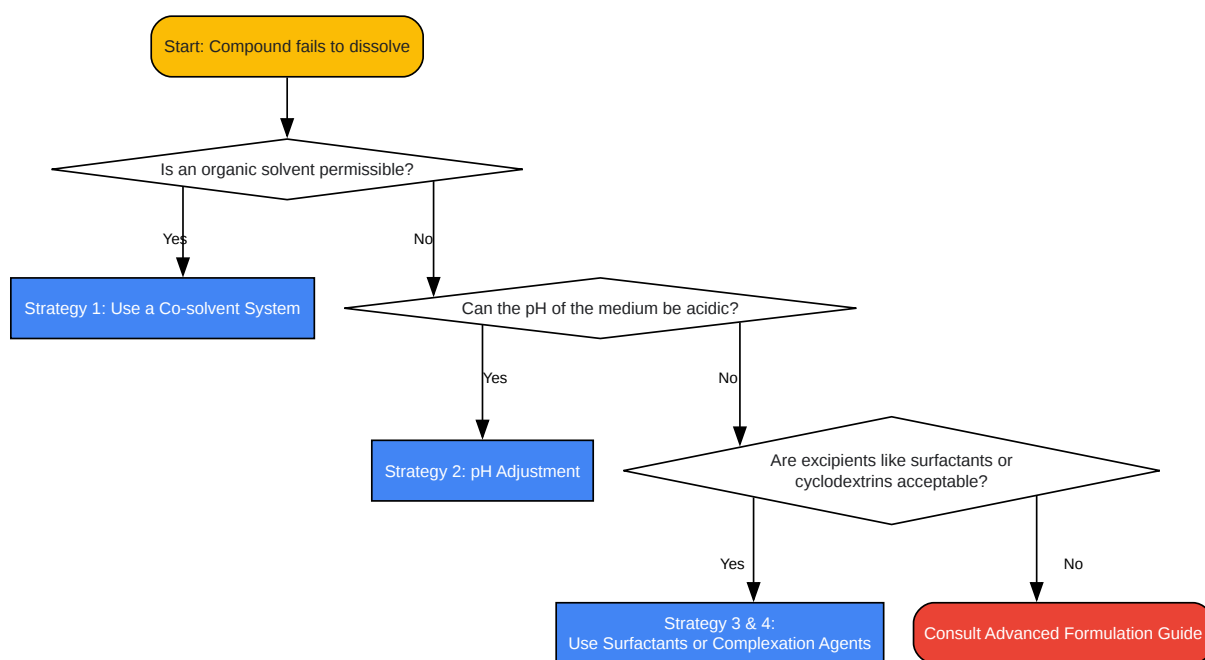 Start: Compound fails to dissolve
Is an organic solvent permissible?
Yes
No
Strategy 1: Use a Co-solvent System
Can the pH of the medium be acidic?
Yes
No
Strategy 2: pH Adjustment
Are excipients like surfactants or
cyclodextrins acceptable?
Yes
No
Strategy 3 & 4:
Use Surfactants or Complexation Agents
Consult Advanced Formulation Guide